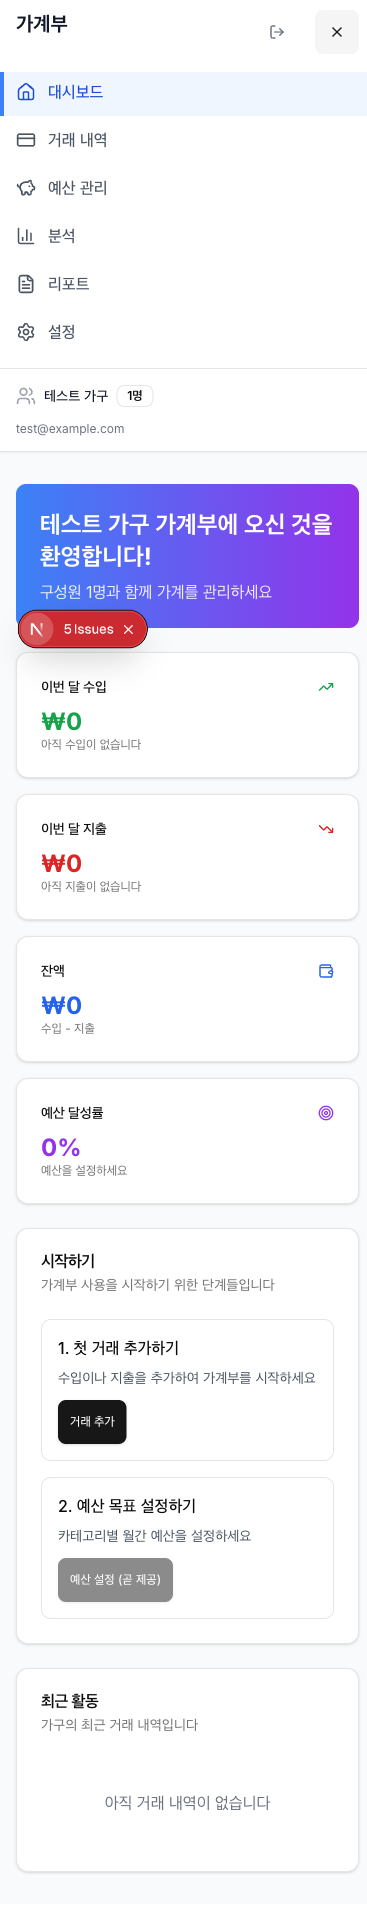 가계부
대시보드
거래 내역
예산 관리
분석
리포트
설정
테스트 가구 1명
test@example.com
테스트 가구 가계부에 오신 것을
환영합니다!
구성원 1명과 함께 가계를 관리하세요
N 5 Issues
이번 달 수입
₩0
아직 수입이 없습니다
이번 달 지출
₩0
아직 지출이 없습니다
잔액
₩0
수입 - 지출
예산 달성률
0%
예산을 설정하세요
시작하기
가계부 사용을 시작하기 위한 단계들입니다
1. 첫 거래 추가하기
수입이나 지출을 추가하여 가계부를 시작하세요
거래 추가
2. 예산 목표 설정하기
카테고리별 월간 예산을 설정하세요
예산 설정 (곧 제공)
최근 활동
가구의 최근 거래 내역입니다
아직 거래 내역이 없습니다